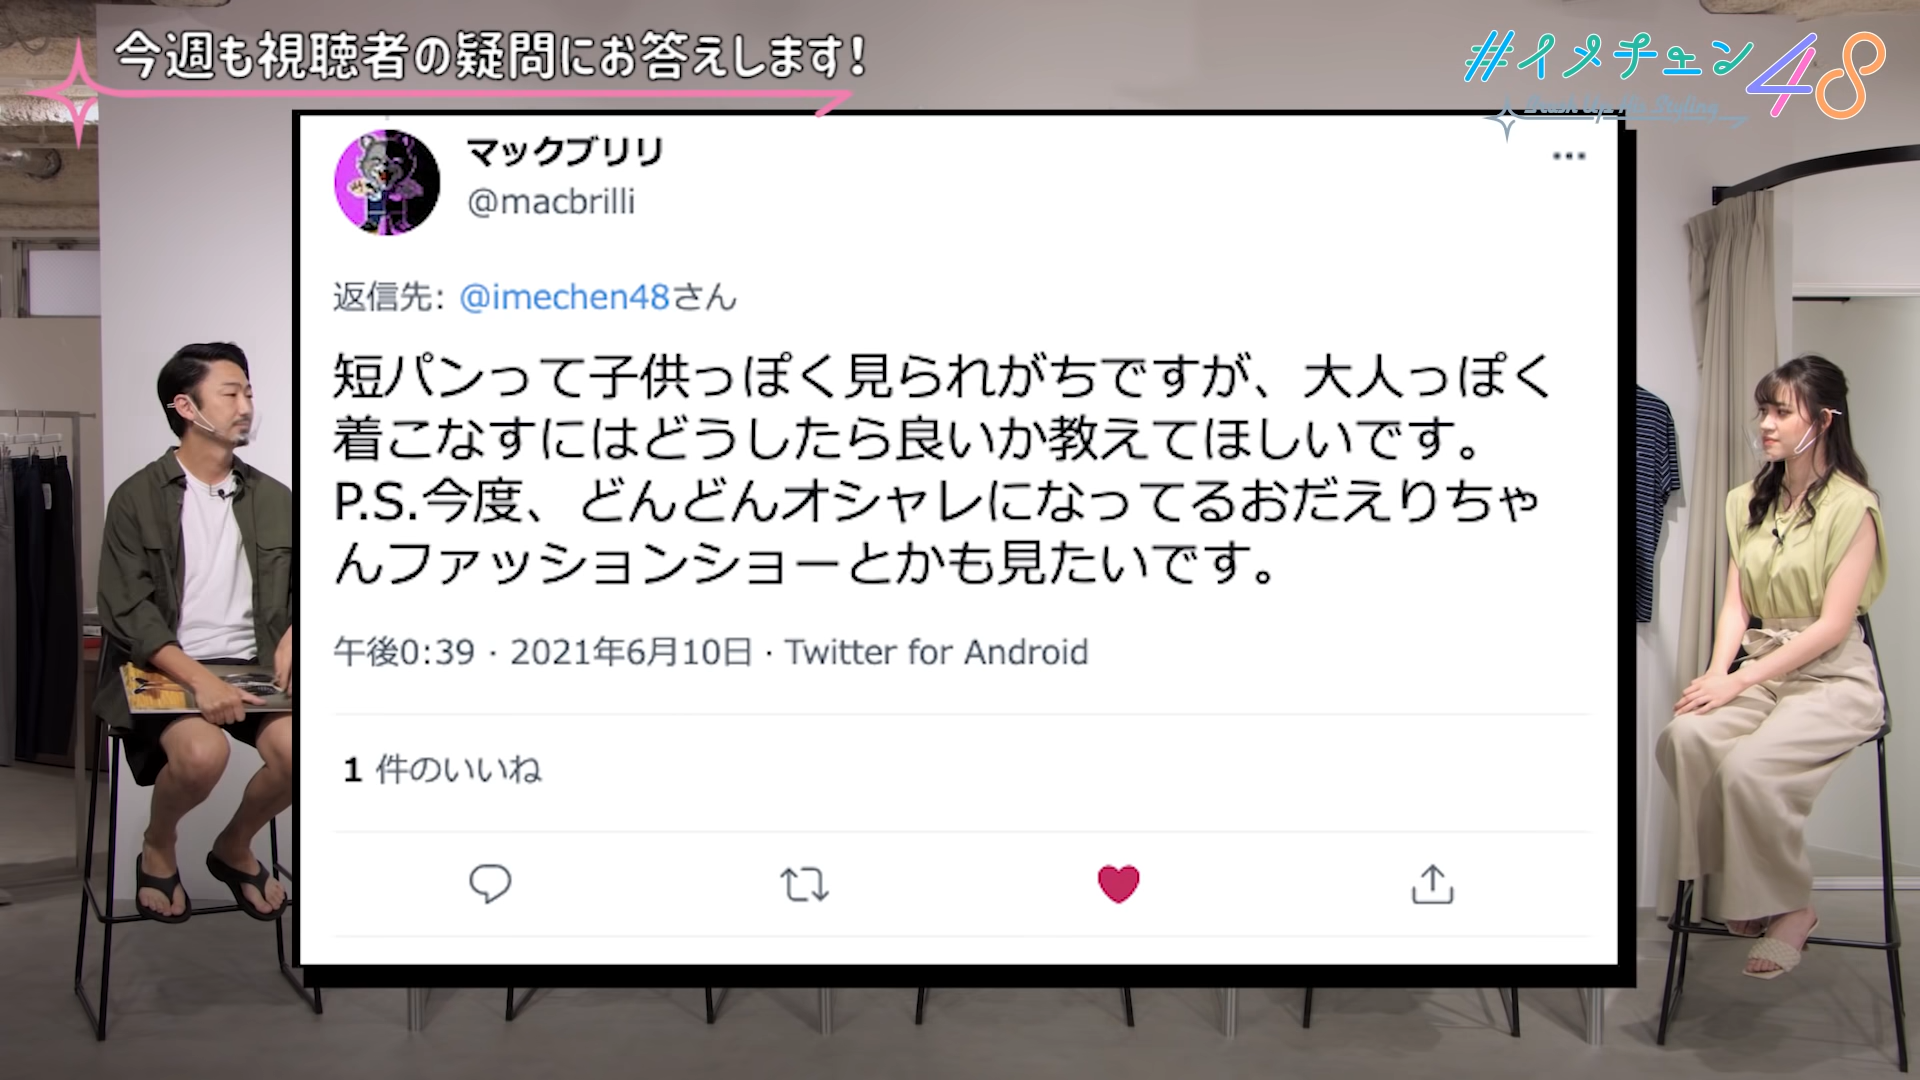 今週も視聴者の疑問にお答えします!
#イメチェン48
マックブリリ
@macbrilli
返信先: @imechen48さん
短パンって子供っぽく見られがちですが、大人っぽく
着こなすにはどうしたら良いか教えてほしいです。
P.S.今度、どんどんオシャレになってるおだえりちゃ
んファッションショーとかも見たいです。
午後0:39 · 2021年6月10日 · Twitter for Android
1 件のいいね